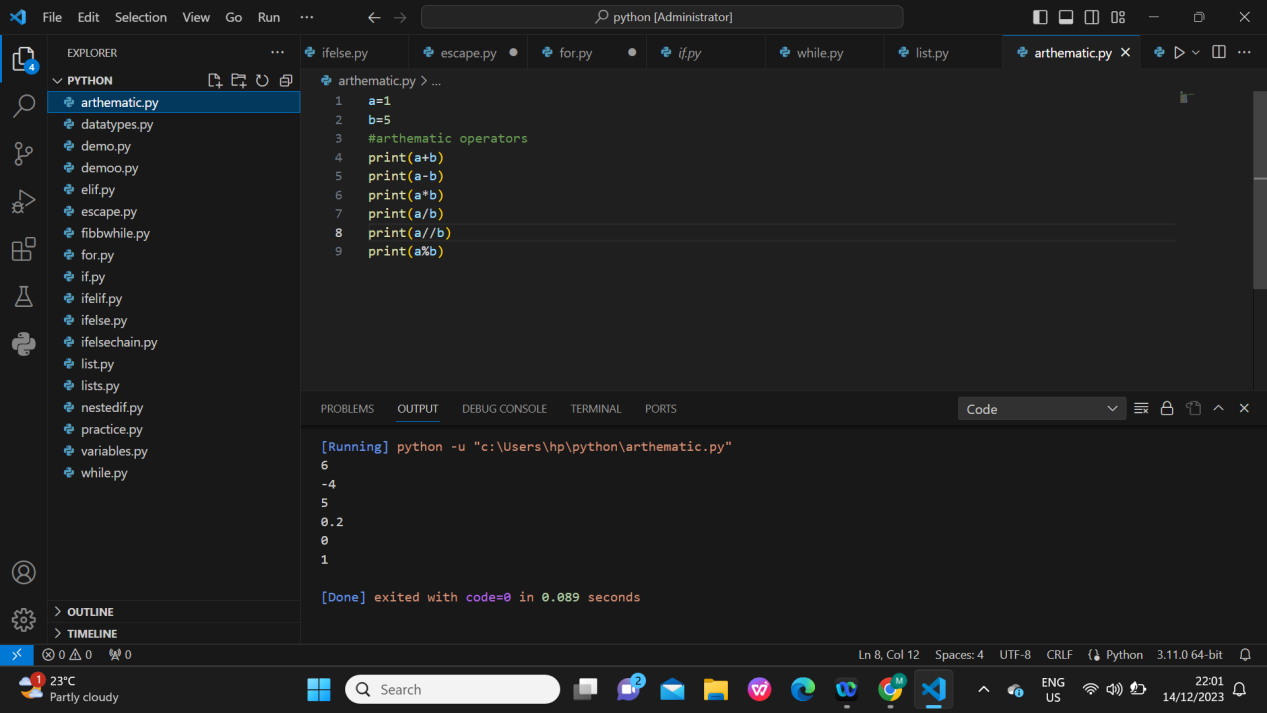 File Edit Selection View Go Run ···
python [Administrator]
EXPLORER
ifelse.py escape.py for.py if.py while.py list.py arthematic.py
PYTHON
arthematic.py > ...
4
arthematic.py
datatypes.py
demo.py
demoo.py
elif.py
escape.py
fibbwhile.py
for.py
if.py
ifelif.py
ifelse.py
ifelsechain.py
list.py
lists.py
nestedif.py
practice.py
variables.py
while.py
OUTLINE
TIMELINE
1 a=1
2 b=5
3 #arthematic operators
4 print(a+b)
5 print(a-b)
6 print(a*b)
7 print(a/b)
8 print(a//b)
9 print(a%b)
PROBLEMS OUTPUT DEBUG CONSOLE TERMINAL PORTS
Code
[Running] python -u "c:\Users\hp\python\arthematic.py"
6
-4
5
0.2
0
1
[Done] exited with code=0 in 0.089 seconds
0 0 0
Ln 8, Col 12 Spaces: 4 UTF-8 CRLF Python 3.11.0 64-bit
1
23°C
Partly cloudy
Search
2
M
ENG
US
22:01
14/12/2023